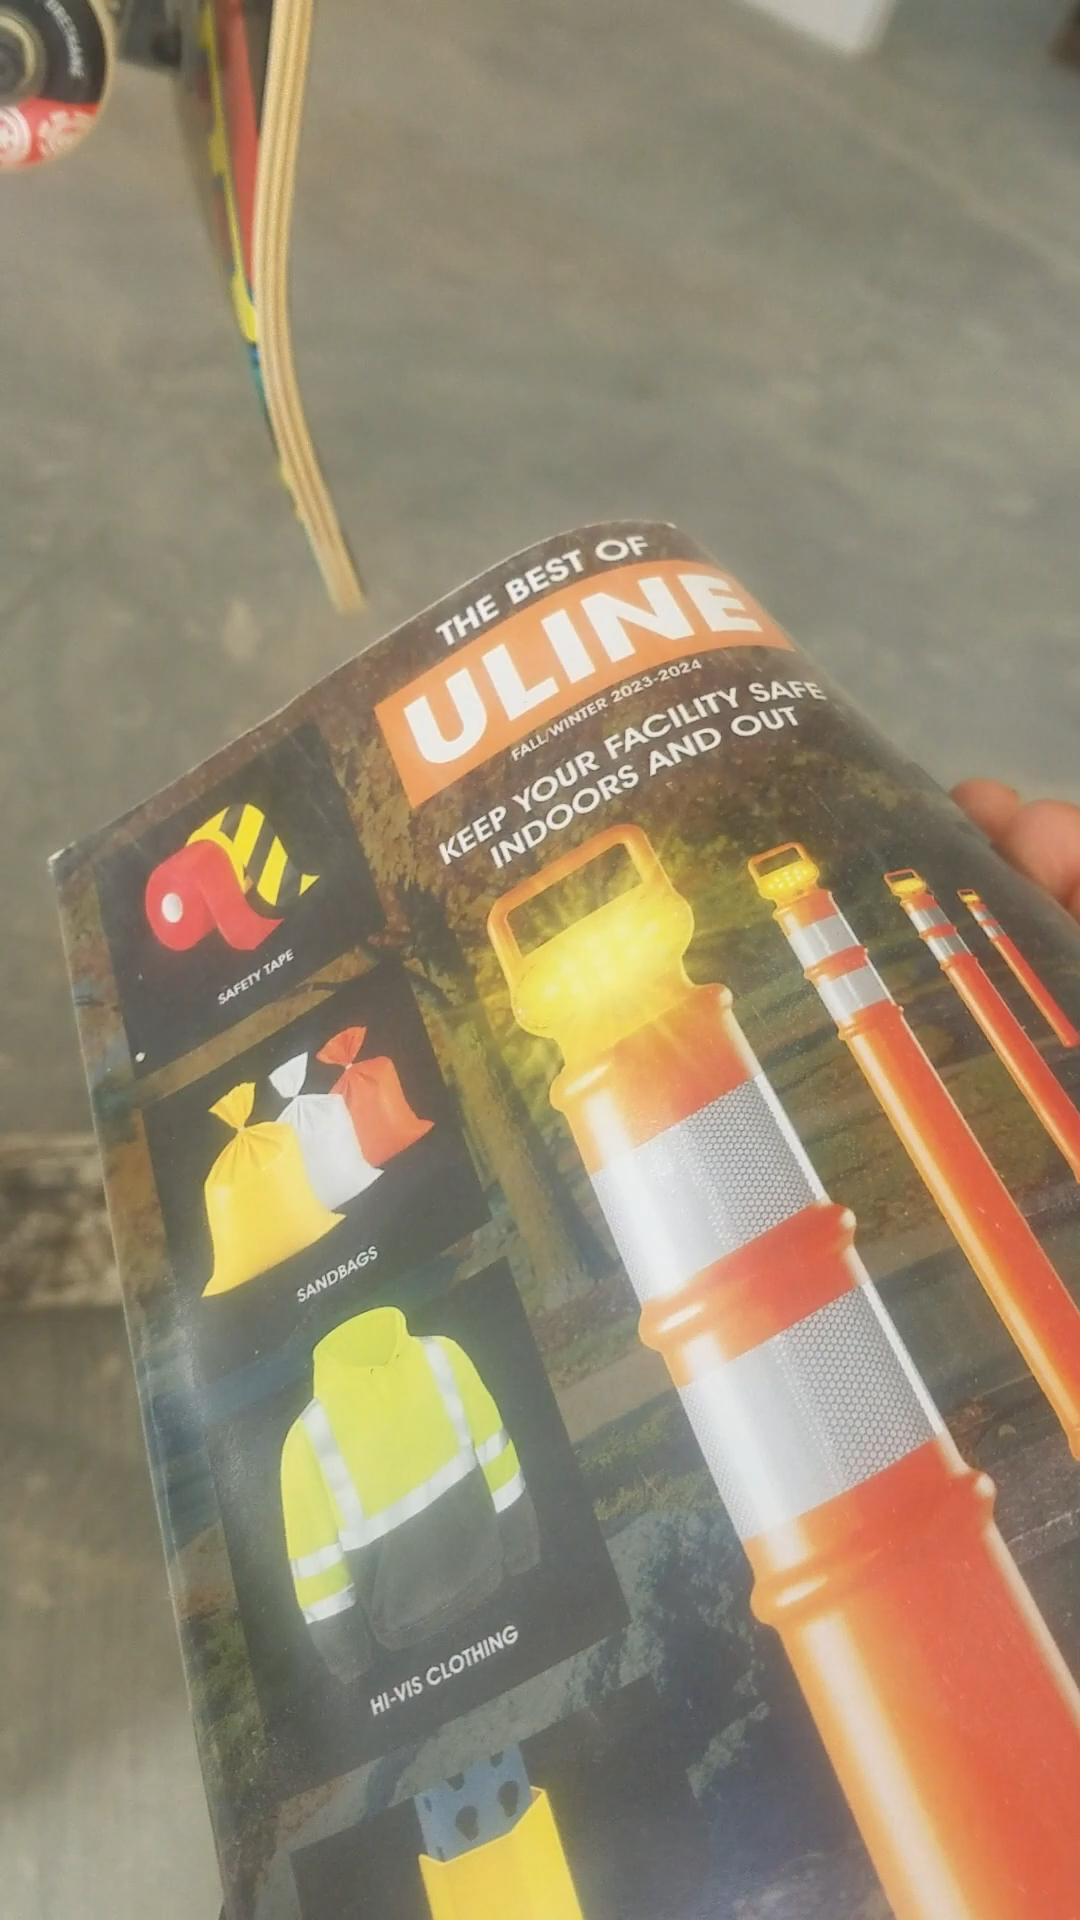 THE BEST OF
ULINE
FALL/WINTER 2023-2024
KEEP YOUR FACILITY SAFE
INDOORS AND OUT
SAFETY TAPE
SANDBAGS
HI-VIS CLOTHING